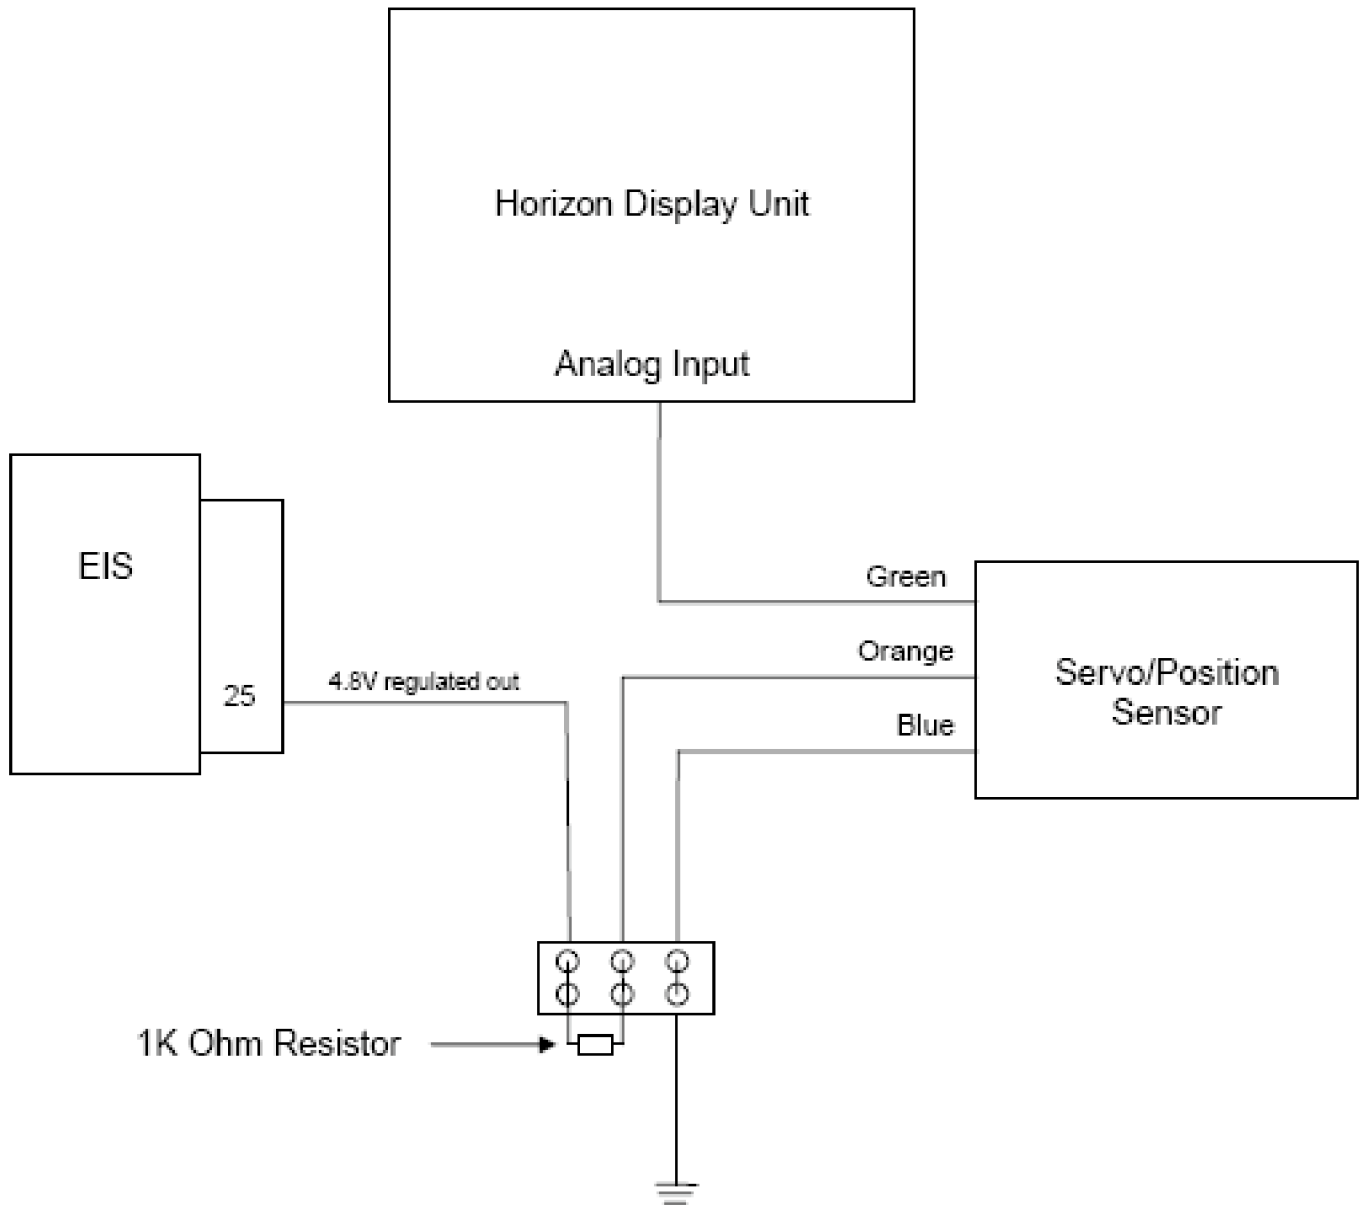 Horizon Display Unit
Analog Input
EIS
Green
Orange
Servo/Position
Sensor
4.8V regulated out
25
Blue
1K Ohm Resistor